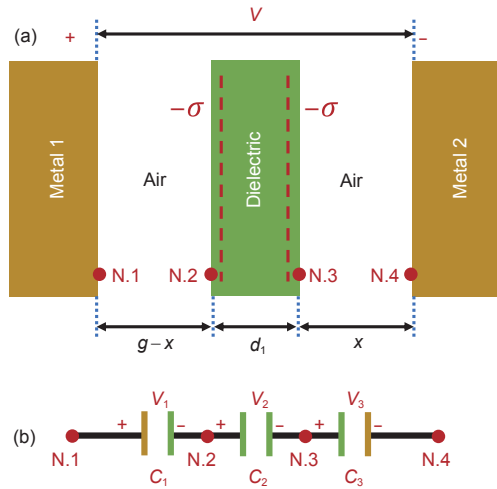 V
(a) + −
−σ −σ
Metal 1 Air Dielectric Air Metal 2
N.1 N.2 N.3 N.4
g−x d₁ x
V₁ V₂ V₃
(b) + − + − + −
N.1 N.2 N.3 N.4
C₁ C₂ C₃